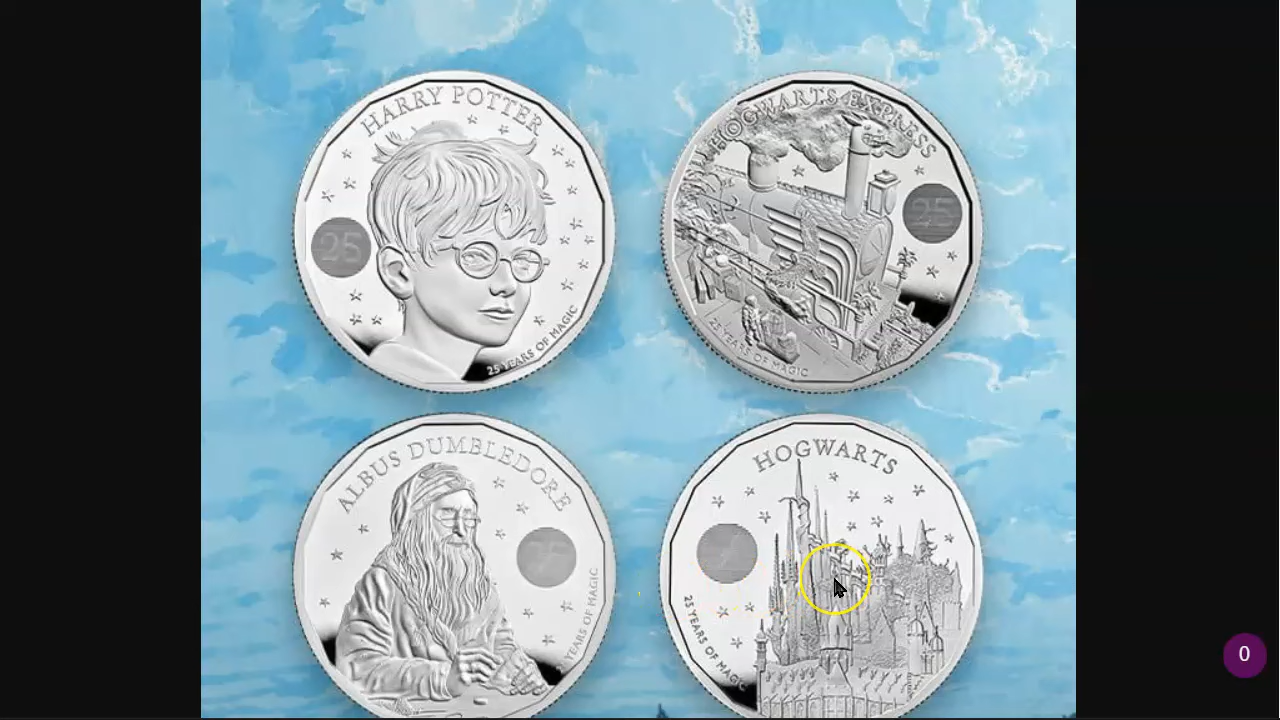 HARRY POTTER
25
25 YEARS OF MAGIC
HOGWARTS EXPRESS
25
25 YEARS OF MAGIC
ALBUS DUMBLEDORE
YEARS OF MAGIC
HOGWARTS
25 YEARS OF MAGIC
0